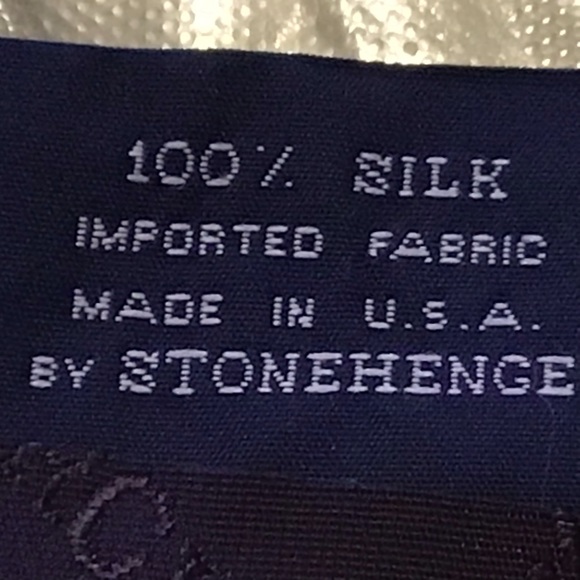 100% SILK
IMPORTED FABRIC
MADE IN U.S.A.
BY STONEHENGE